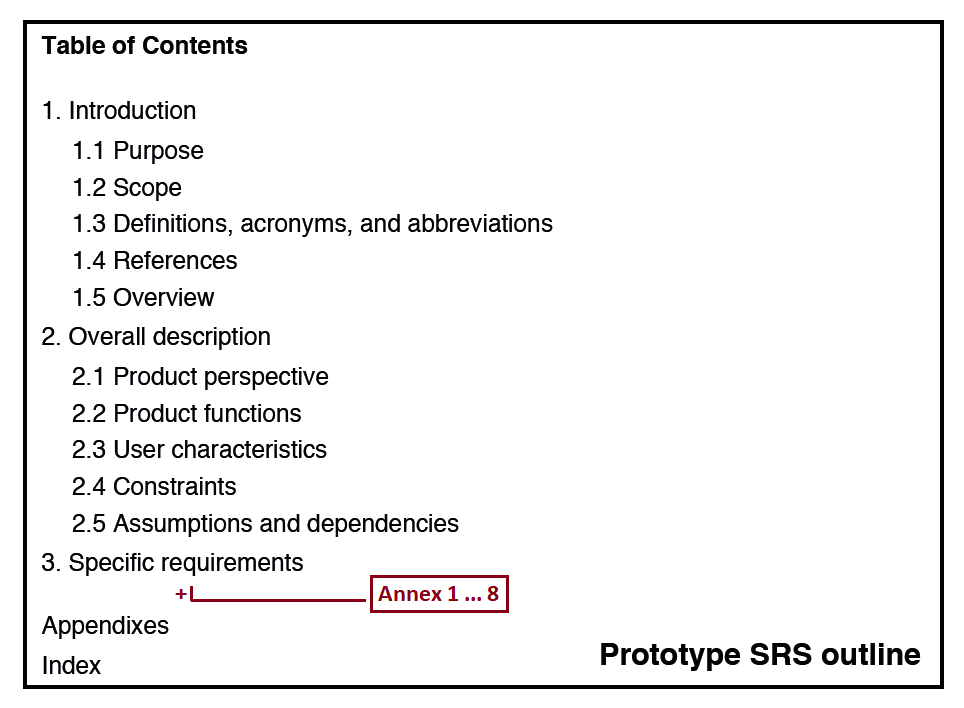 Table of Contents
1. Introduction
1.1 Purpose
1.2 Scope
1.3 Definitions, acronyms, and abbreviations
1.4 References
1.5 Overview
2. Overall description
2.1 Product perspective
2.2 Product functions
2.3 User characteristics
2.4 Constraints
2.5 Assumptions and dependencies
3. Specific requirements
+ Annex 1 ... 8
Appendixes
Index
Prototype SRS outline